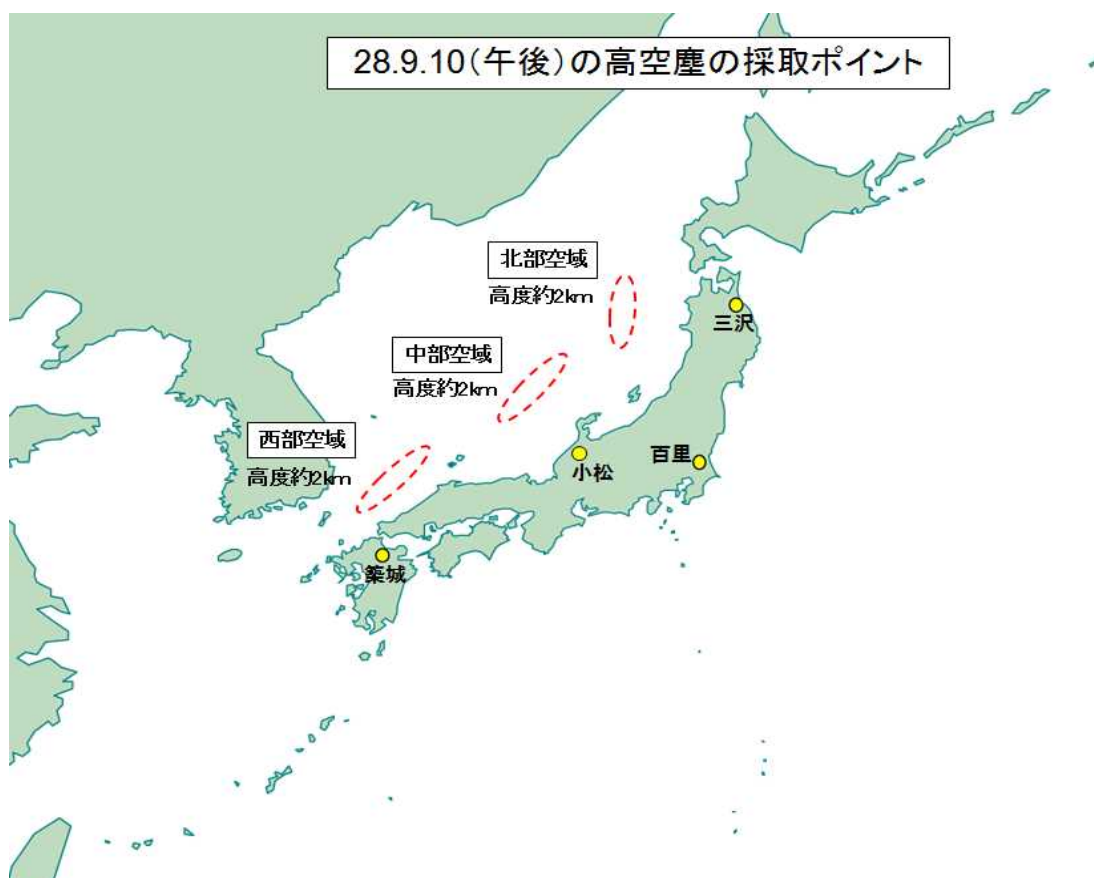 28.9.10(午後)の高空塵の採取ポイント
北部空域
高度約2km
三沢
中部空域
高度約2km
西部空域
高度約2km
小松
百里
築城